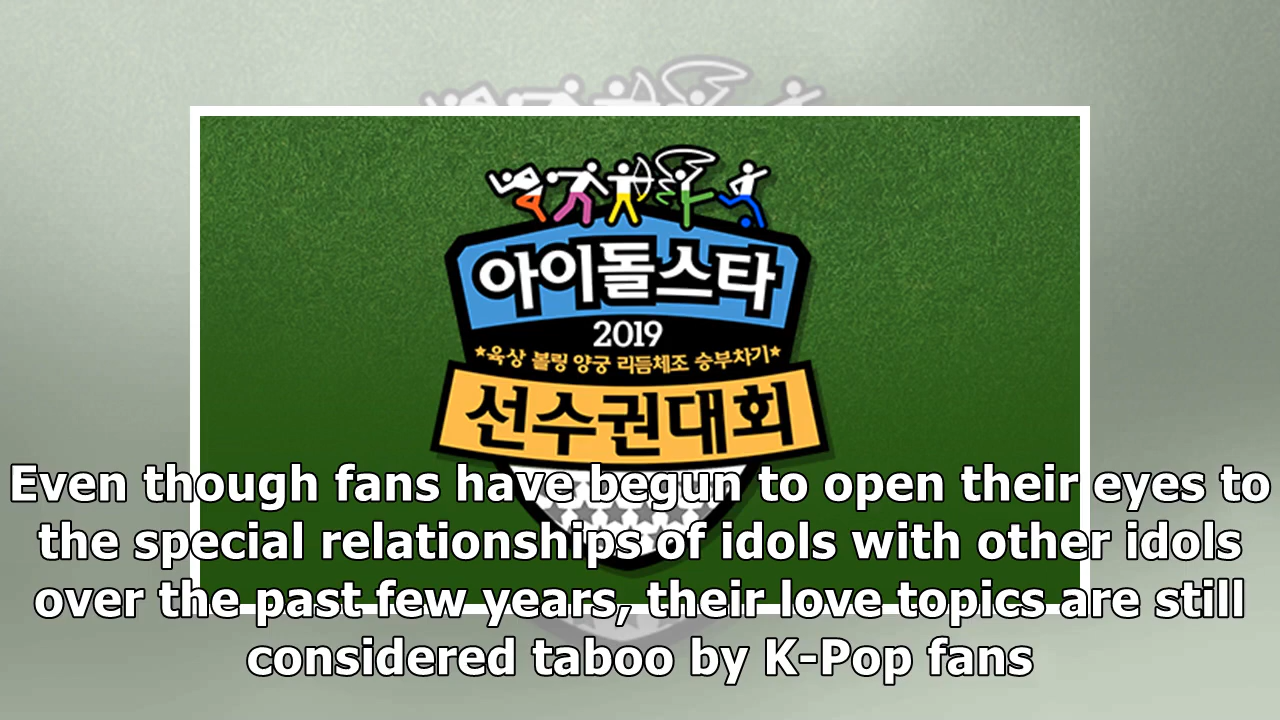 아이돌스타
2019
★육상 볼링 양궁 리듬체조 승부차기★
선수권대회
Even though fans have begun to open their eyes to
the special relationships of idols with other idols
over the past few years, their love topics are still
considered taboo by K-Pop fans